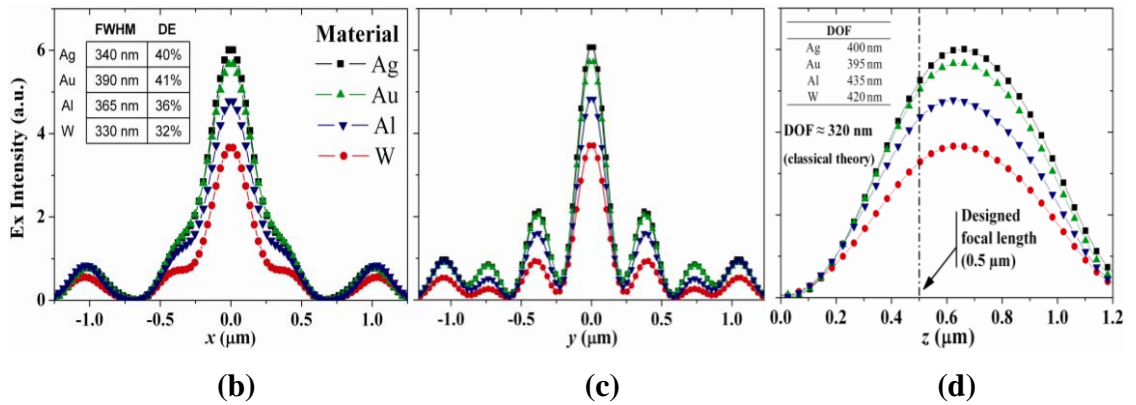 FWHM DE
Ag 340 nm 40%
Au 390 nm 41%
Al 365 nm 36%
W 330 nm 32%
Material
Ag
Au
Al
W
Ex Intensity (a.u.)
6
4
2
0
-1.0 -0.5 0.0 0.5 1.0
x (μm)
-1.0 -0.5 0.0 0.5 1.0
y (μm)
DOF
Ag 400 nm
Au 395 nm
Al 435 nm
W 420 nm
DOF ≈ 320 nm
(classical theory)
Designed
focal length
(0.5 μm)
0.0 0.2 0.4 0.6 0.8 1.0 1.2
z (μm)
(b) (c) (d)